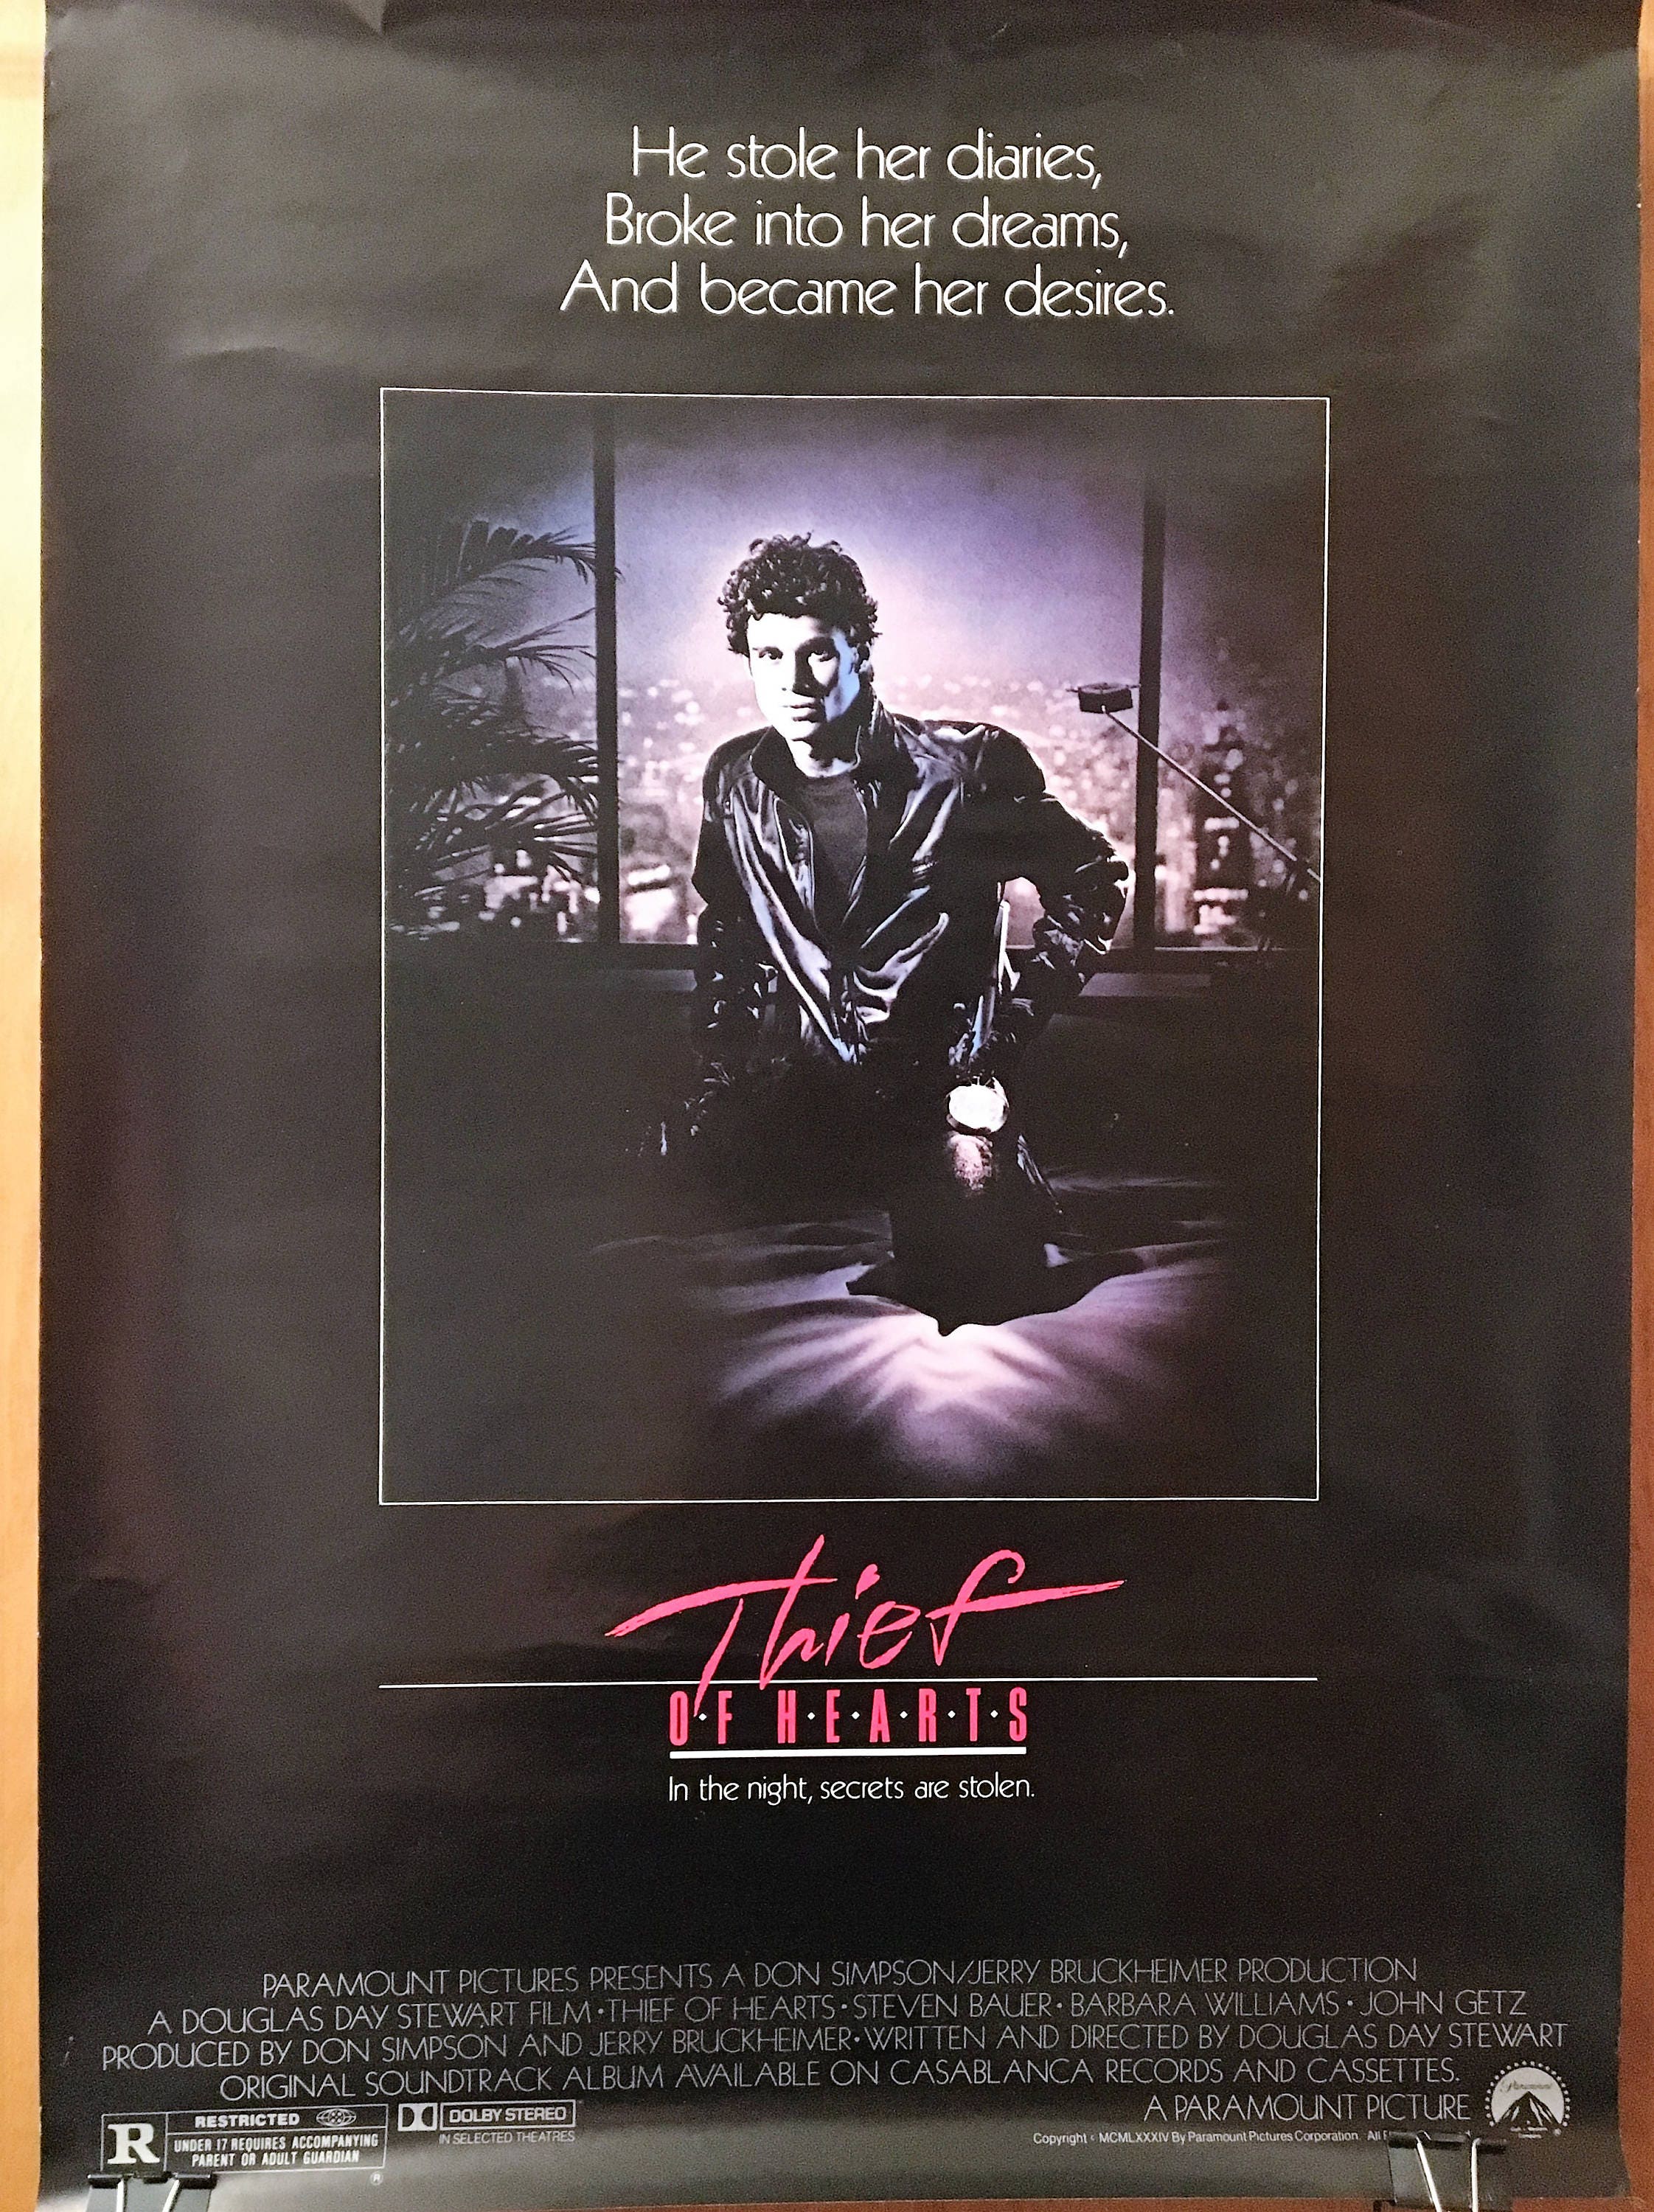 He stole her diaries,
Broke into her dreams,
And became her desires.
Thief
O·F H·E·A·R·T·S
In the night, secrets are stolen.
PARAMOUNT PICTURES PRESENTS A DON SIMPSON/JERRY BRUCKHEIMER PRODUCTION
A DOUGLAS DAY STEWART FILM·THIEF OF HEARTS·STEVEN BAUER·BARBARA WILLIAMS·JOHN GETZ
PRODUCED BY DON SIMPSON AND JERRY BRUCKHEIMER·WRITTEN AND DIRECTED BY DOUGLAS DAY STEWART
ORIGINAL SOUNDTRACK ALBUM AVAILABLE ON CASABLANCA RECORDS AND CASSETTES.
A PARAMOUNT PICTURE
Paramount
R
RESTRICTED
UNDER 17 REQUIRES ACCOMPANYING
PARENT OR ADULT GUARDIAN
®
DOLBY STEREO
IN SELECTED THEATRES
Copyright © MCMLXXXIV By Paramount Pictures Corporation. All